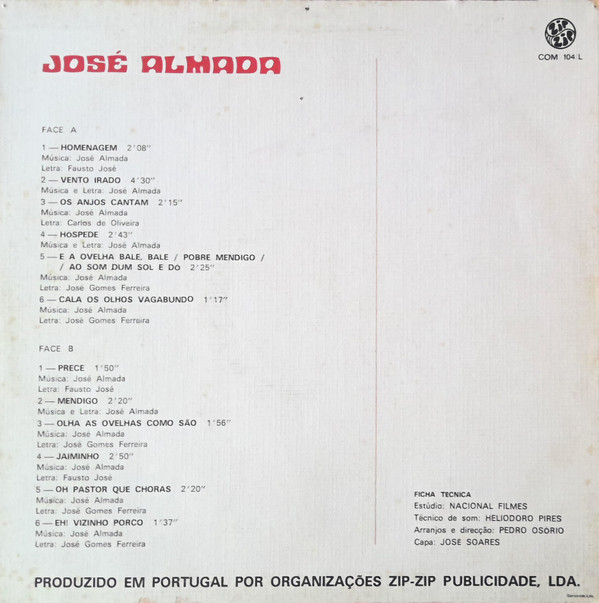 ZIP
ZIP
COM 104 L
JOSÉ ALMADA
FACE A
1 — HOMENAGEM 2'08"
Música: José Almada
Letra: Fausto José
2 — VENTO IRADO 4'30"
Música e Letra: José Almada
3 — OS ANJOS CANTAM 2'15"
Música: José Almada
Letra: Carlos de Oliveira
4 — HÓSPEDE 2'43"
Música e Letra: José Almada
5 — E A OVELHA BALE, BALE / POBRE MENDIGO /
/ AO SOM DUM SOL E DÓ 2'25"
Música: José Almada
Letra: José Gomes Ferreira
6 — CALA OS OLHOS VAGABUNDO 1'17"
Música: José Almada
Letra: José Gomes Ferreira
FACE B
1 — PRECE 1'50"
Música: José Almada
Letra: Fausto José
2 — MENDIGO 2'20"
Música e Letra: José Almada
3 — OLHA AS OVELHAS COMO SÃO 1'56"
Música: José Almada
Letra: José Gomes Ferreira
4 — JAIMINHO 2'50"
Música: José Almada
Letra: Fausto José
5 — OH PASTOR QUE CHORAS 2'20"
Música: José Almada
Letra: José Gomes Ferreira
6 — EH! VIZINHO PORCO 1'37"
Música: José Almada
Letra: José Gomes Ferreira
FICHA TÉCNICA
Estúdio: NACIONAL FILMES
Técnico de som: HELIODORO PIRES
Arranjos e direcção: PEDRO OSÓRIO
Capa: JOSÉ SOARES
PRODUZIDO EM PORTUGAL POR ORGANIZAÇÕES ZIP-ZIP PUBLICIDADE, LDA.